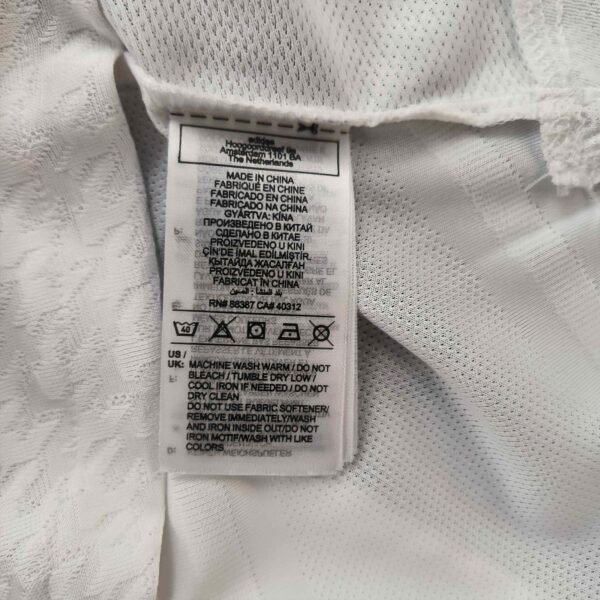 adidas
Hoogoorddreef 9a
Amsterdam 1101 BA
The Netherlands
MADE IN CHINA
FABRIQUÉ EN CHINE
FABRICADO EN CHINA
FABRICADO NA CHINA
GYÁRTVA: KÍNA
ПРОИЗВЕДЕНО В КИТАЙ
СДЕЛАНО В КИТАЕ
PROIZVEDENO U KINI
ÇİN'DE İMAL EDİLMİŞTİR.
ҚЫТАЙДА ЖАСАЛҒАН
PROIZVEDENO U KINI
FABRICAT ÎN CHINA
بلد المنشأ: الصين
RN# 88387 CA# 40312
40
US /
UK: MACHINE WASH WARM / DO NOT
BLEACH / TUMBLE DRY LOW /
COOL IRON IF NEEDED / DO NOT
DRY CLEAN
DO NOT USE FABRIC SOFTENER/
REMOVE IMMEDIATELY/WASH
AND IRON INSIDE OUT/DO NOT
IRON MOTIF/WASH WITH LIKE
COLORS